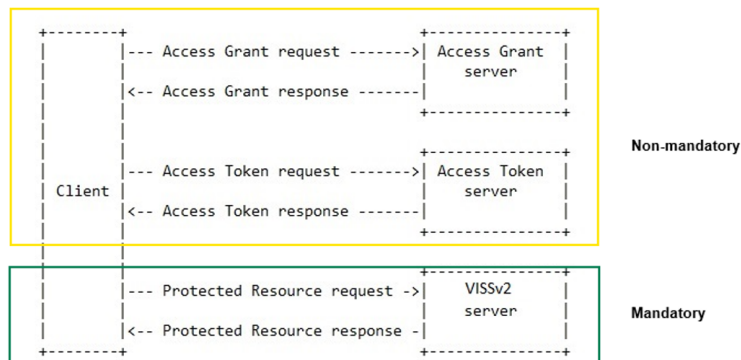 --- Access Grant request ------->| Access Grant
server
<-- Access Grant response -------|
Non-mandatory
--- Access Token request ------->| Access Token
Client
server
<-- Access Token response -------|
--- Protected Resource request ->| VISSv2
server
Mandatory
<-- Protected Resource response -|